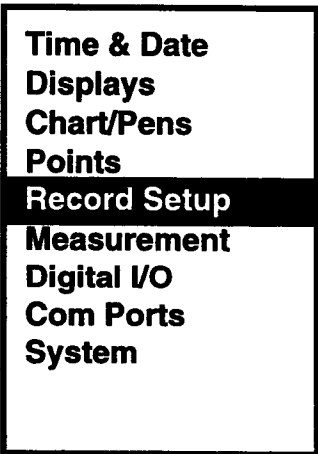 Time & Date
Displays
Chart/Pens
Points
Record Setup
Measurement
Digital I/O
Com Ports
System